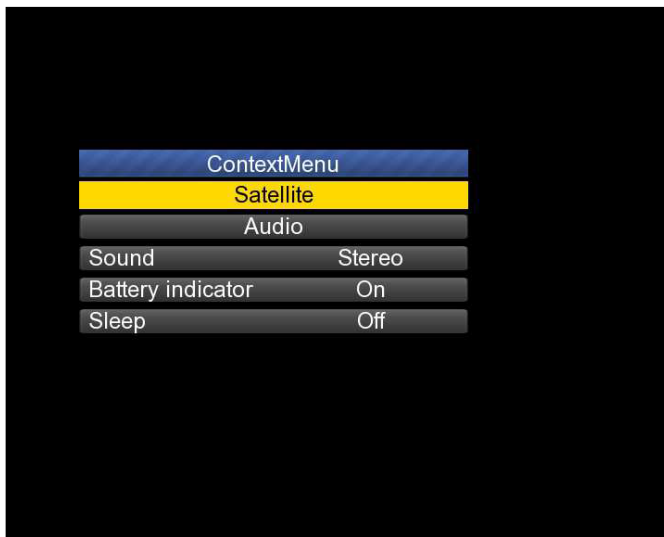 ContextMenu
Satellite
Audio
Sound Stereo
Battery indicator On
Sleep Off